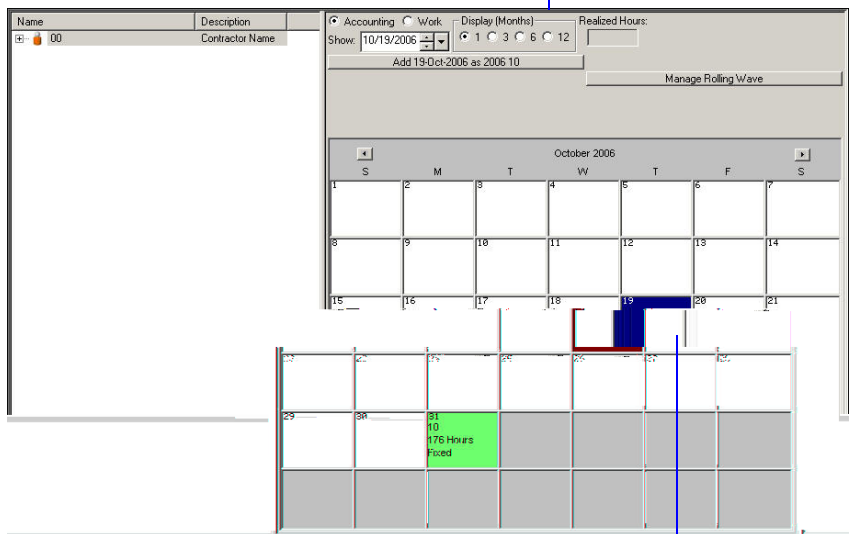 Name Description
00 Contractor Name
Accounting Work Display (Months) Realized Hours:
Show: 10/19/2006 1 3 6 12
Add 19-Oct-2006 as 2006 10
Manage Rolling Wave
October 2006
S M T W T F S
1 2 3 4 5 6 7
8 9 10 11 12 13 14
15 16 17 18 19 20 21
29 30 31
10
176 Hours
Fixed